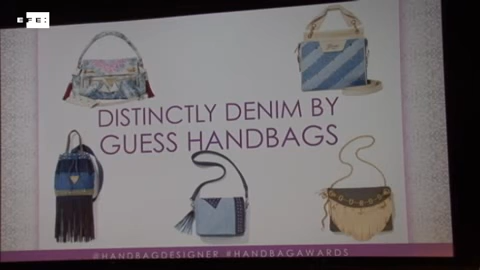 EFE:
DISTINCTLY DENIM BY
GUESS HANDBAGS
@HANDBAGDESIGNER #HANDBAGAWARDS